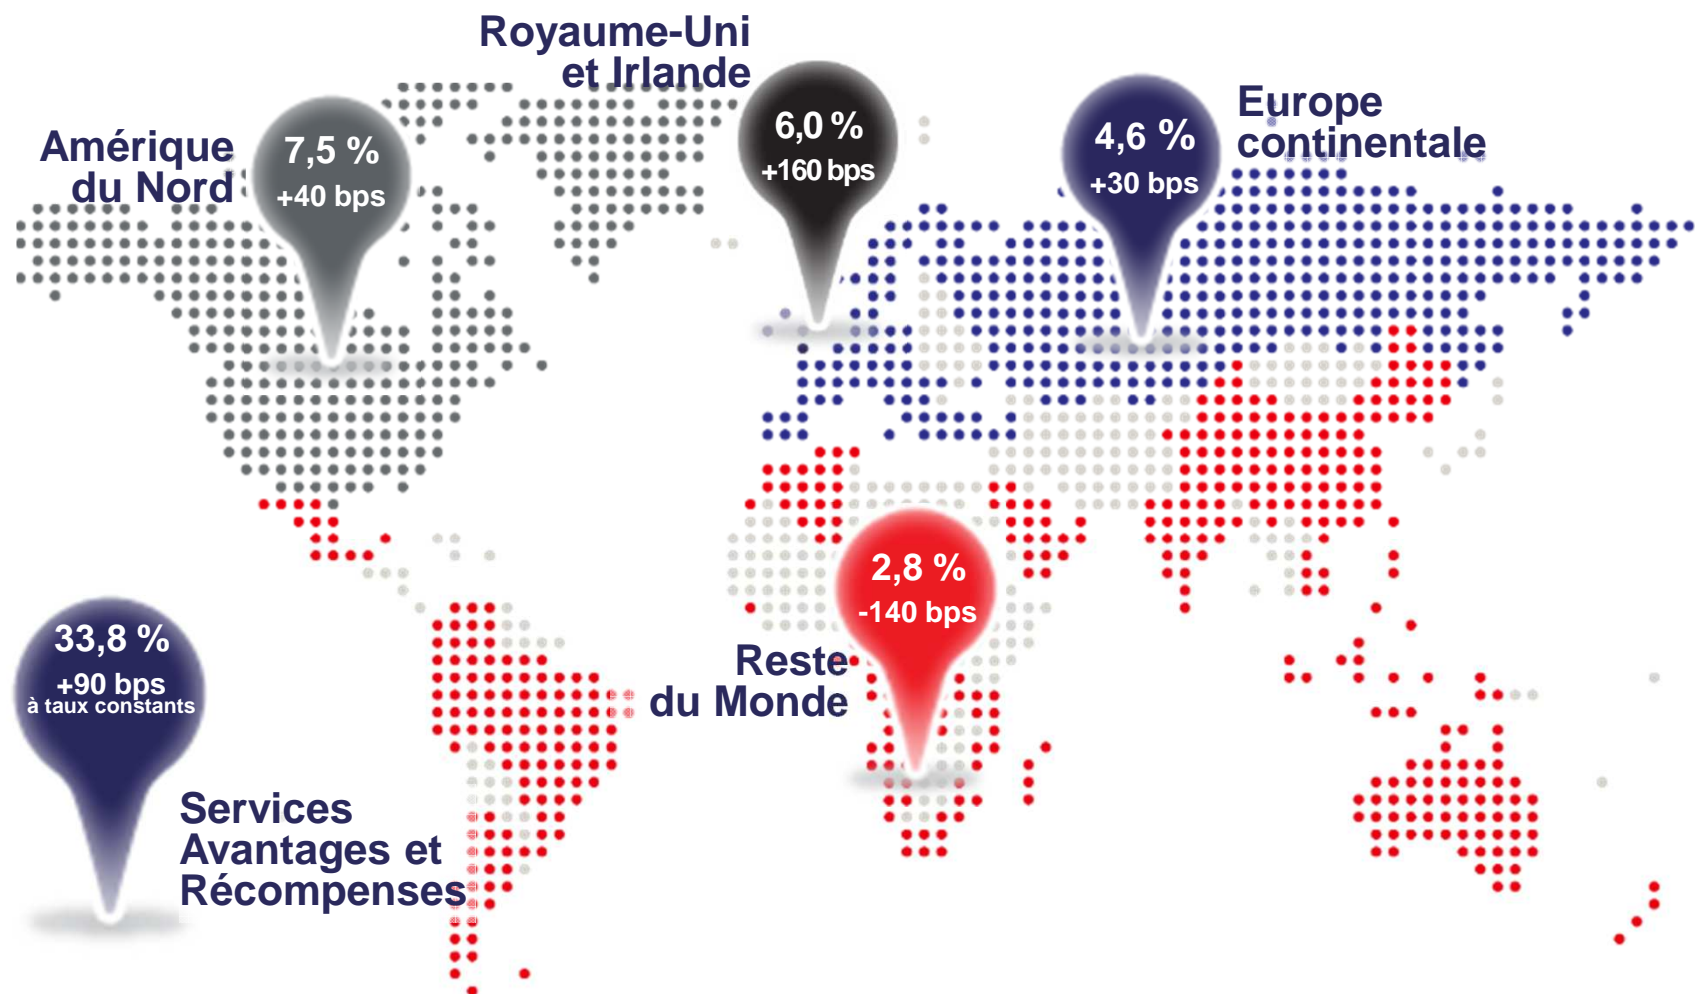 Royaume-Uni
et Irlande
6,0 %
+160 bps
Europe
continentale
4,6 %
+30 bps
Amérique
du Nord
7,5 %
+40 bps
2,8 %
-140 bps
Reste
du Monde
33,8 %
+90 bps
à taux constants
Services
Avantages et
Récompenses